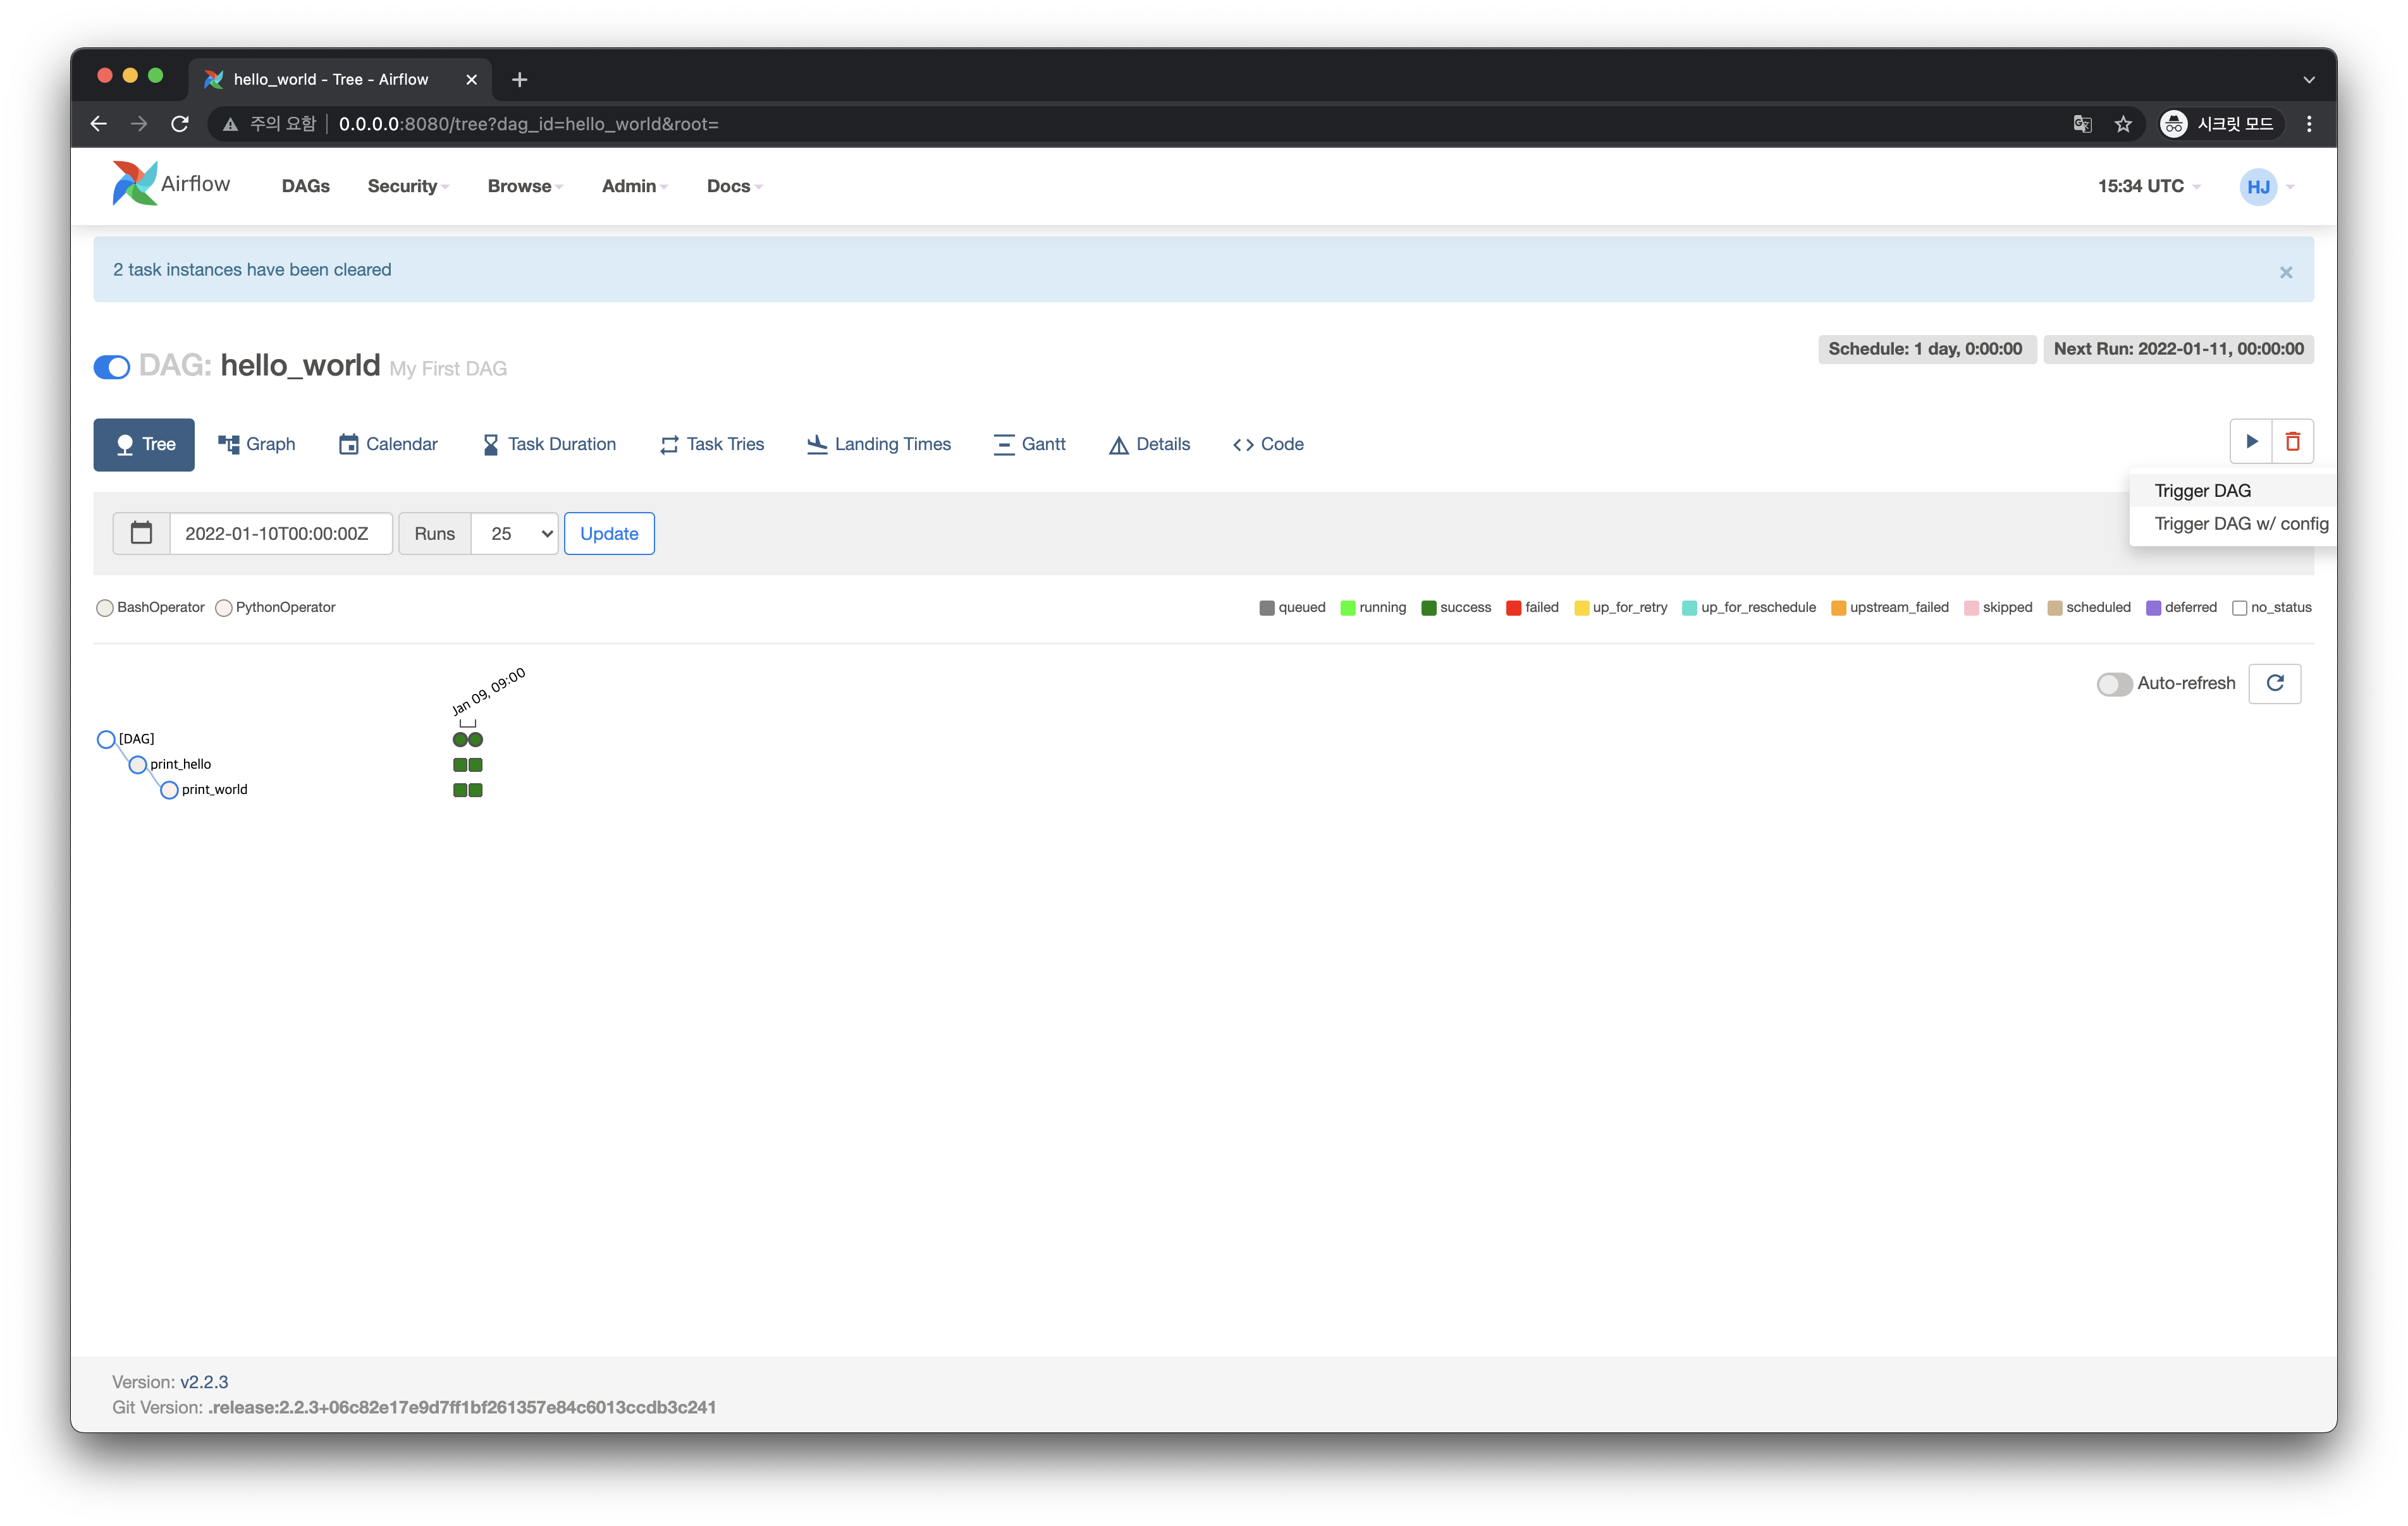 hello_world - Tree - Airflow
주의 요함 0.0.0.0:8080/tree?dag_id=hello_world&root= 시크릿 모드
Airflow DAGs Security Browse Admin Docs 15:34 UTC HJ
2 task instances have been cleared
Schedule: 1 day, 0:00:00 Next Run: 2022-01-11, 00:00:00
DAG: hello_world My First DAG
Tree Graph Calendar Task Duration Task Tries Landing Times Gantt Details Code
Trigger DAG
Trigger DAG w/ config
2022-01-10T00:00:00Z Runs 25 Update
BashOperator PythonOperator queued running success failed up_for_retry up_for_reschedule upstream_failed skipped scheduled deferred no_status
Jan 09, 09:00
Auto-refresh
[DAG]
print_hello
print_world
Version: v2.2.3
Git Version: .release:2.2.3+06c82e17e9d7ff1bf261357e84c6013ccdb3c241